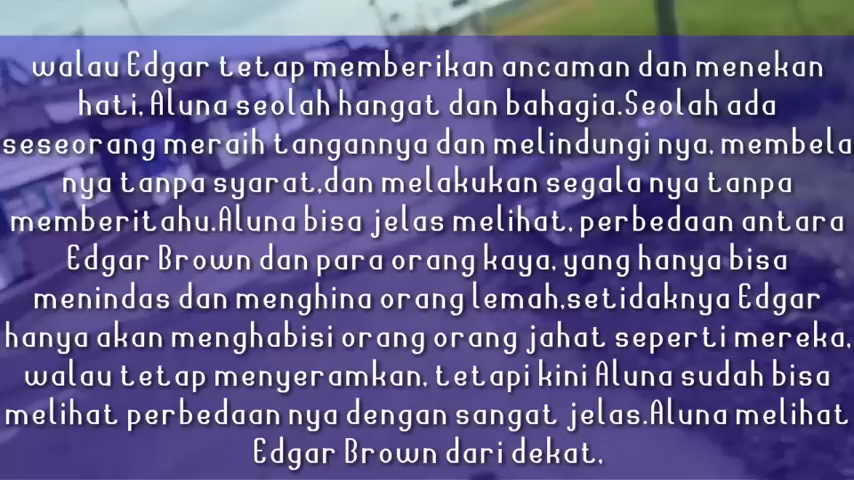 walau Edgar tetap memberikan ancaman dan menekan
hati, Aluna seolah hangat dan bahagia.Seolah ada
seseorang meraih tangannya dan melindungi nya, membela
nya tanpa syarat,dan melakukan segala nya tanpa
memberitahu.Aluna bisa jelas melihat, perbedaan antara
Edgar Brown dan para orang kaya, yang hanya bisa
menindas dan menghina orang lemah,setidaknya Edgar
hanya akan menghabisi orang orang jahat seperti mereka,
walau tetap menyeramkan, tetapi kini Aluna sudah bisa
melihat perbedaan nya dengan sangat jelas.Aluna melihat
Edgar Brown dari dekat,